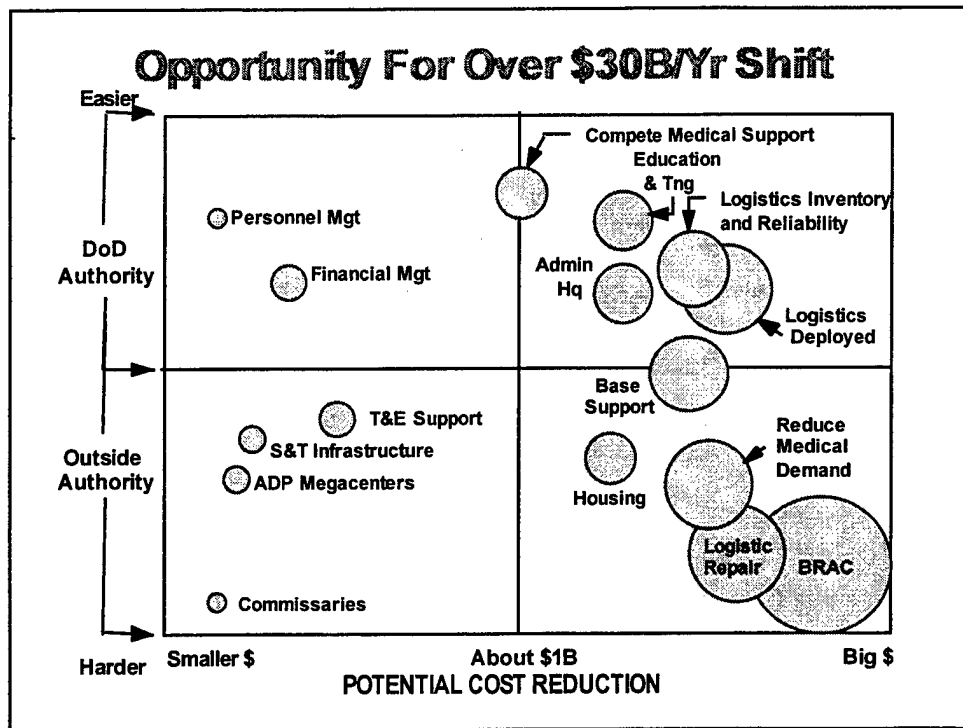 Opportunity For Over $30B/Yr Shift
Easier
Compete Medical Support
Education
& Tng
Logistics Inventory
and Reliability
Personnel Mgt
DoD
Authority
Financial Mgt
Admin
Hq
Logistics
Deployed
Base
Support
T&E Support
S&T Infrastructure
Reduce
Medical
Demand
Outside
Authority
ADP Megacenters
Housing
Logistic
Repair
BRAC
Commissaries
Harder
Smaller $
About $1B
Big $
POTENTIAL COST REDUCTION